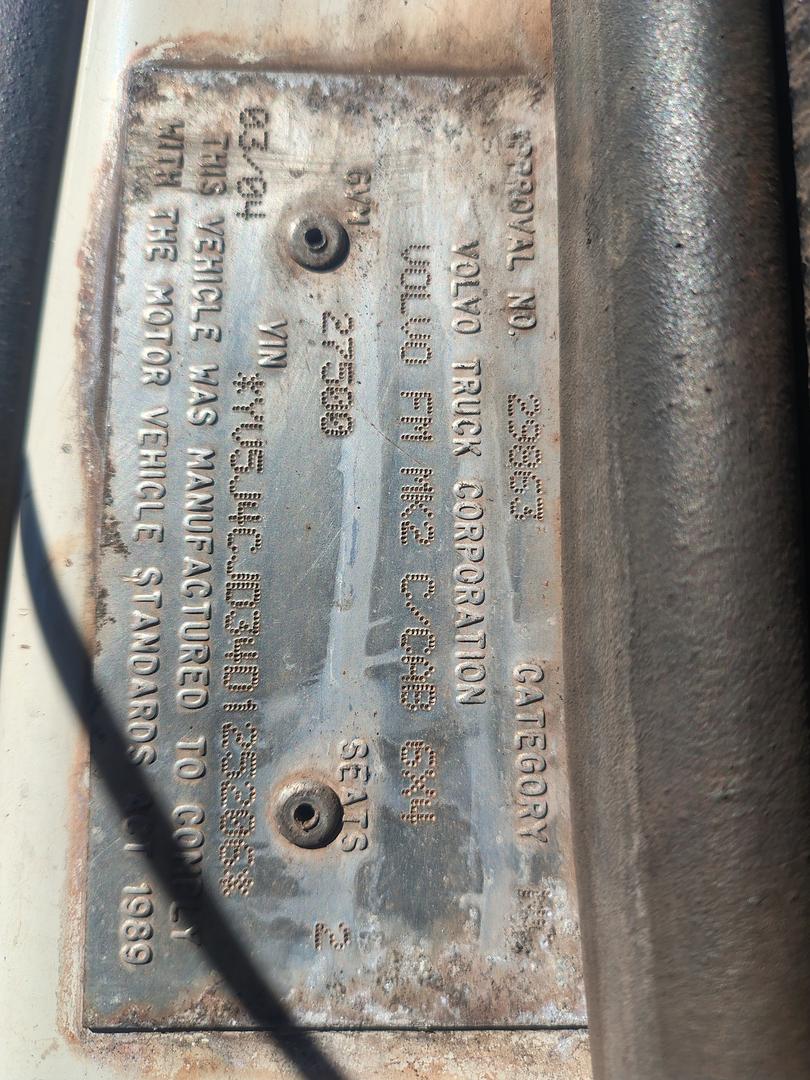 APPROVAL NO. 29863 CATEGORY
VOLVO TRUCK CORPORATION
VOLVO FM MK2 C/CAB 6X4
GVM 27500 SEATS 2
03/04 VIN *YV5J4CJD34D125206*
THIS VEHICLE WAS MANUFACTURED TO COMPLY
WITH THE MOTOR VEHICLE STANDARDS ACT 1989